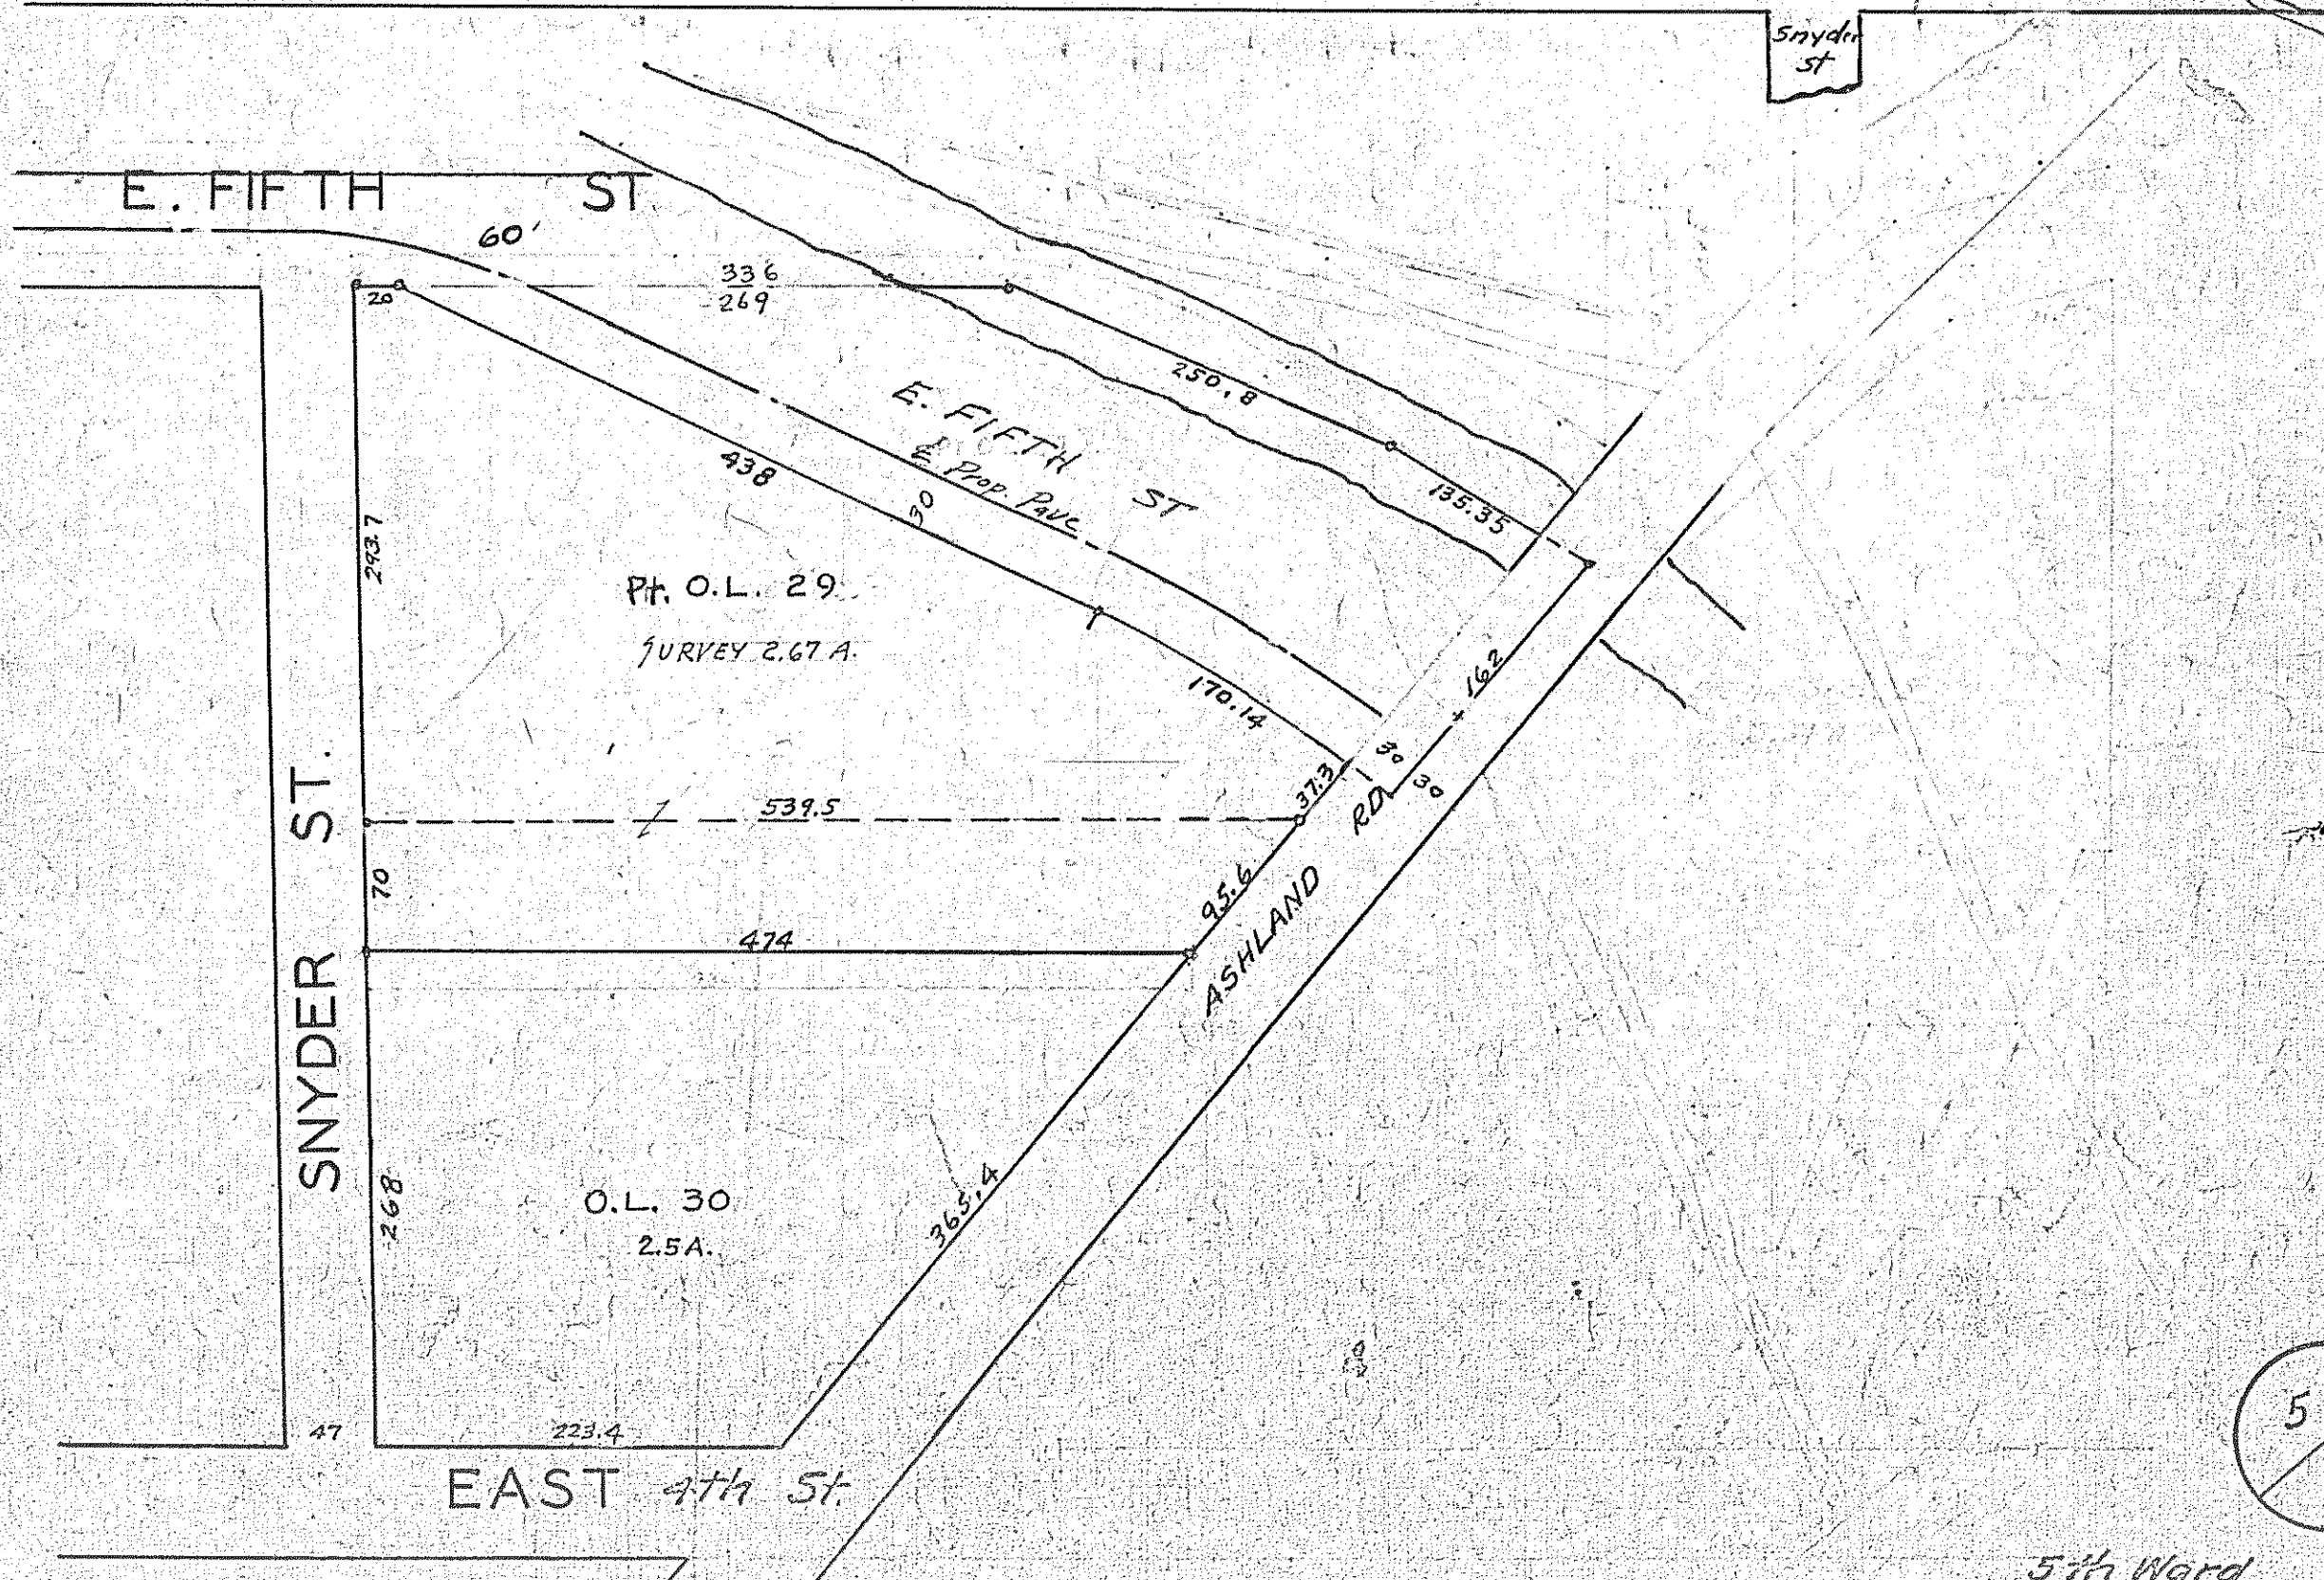 Snyder
st
E. FIFTH ST.
60'
20
336
269
250.8
135.35
E. FIFTH ST
℄ Prop. Pave
438
30
293.7
Pt. O.L. 29
SURVEY 2.67 A.
170.14
162
30
30
37.3
539.5
95.6
ASHLAND RD
70
474
SNYDER ST.
268
O.L. 30
2.5 A.
365.4
47
223.4
EAST 4th St.
5
5th Ward